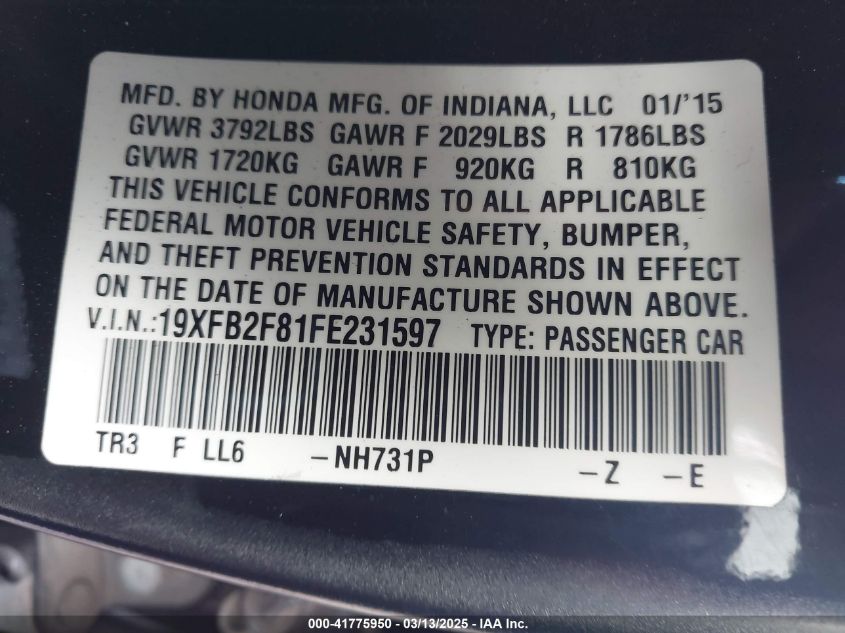 MFD. BY HONDA MFG. OF INDIANA, LLC 01/'15
GVWR 3792LBS GAWR F 2029LBS R 1786LBS
GVWR 1720KG GAWR F 920KG R 810KG
THIS VEHICLE CONFORMS TO ALL APPLICABLE
FEDERAL MOTOR VEHICLE SAFETY, BUMPER,
AND THEFT PREVENTION STANDARDS IN EFFECT
ON THE DATE OF MANUFACTURE SHOWN ABOVE.
V.I.N.:19XFB2F81FE231597 TYPE: PASSENGER CAR
TR3 F LL6 –NH731P –Z –E
000-41775950 - 03/13/2025 - IAA Inc.